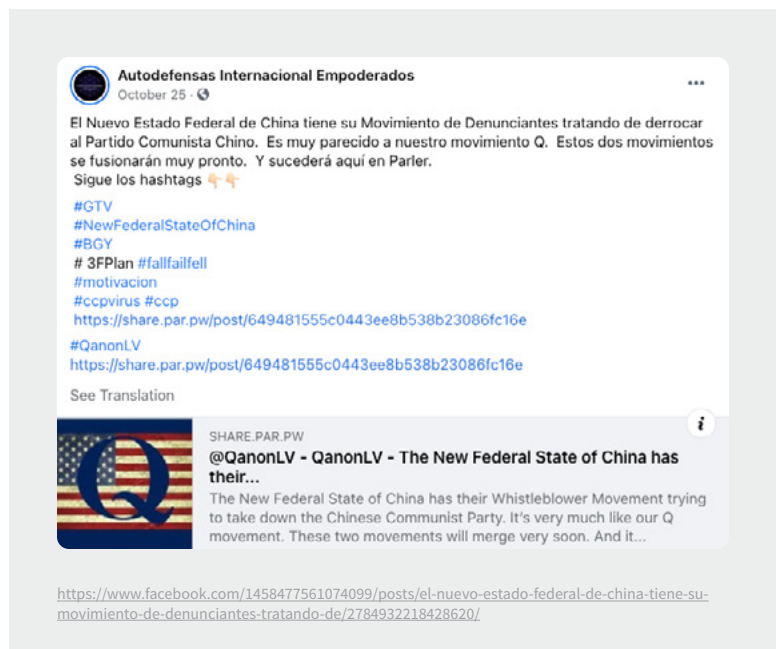 Autodefensas Internacional Empoderados
October 25 ·
El Nuevo Estado Federal de China tiene su Movimiento de Denunciantes tratando de derrocar
al Partido Comunista Chino. Es muy parecido a nuestro movimiento Q. Estos dos movimientos
se fusionarán muy pronto. Y sucederá aquí en Parler.
Sigue los hashtags 👇🏻👇🏻
#GTV
#NewFederalStateOfChina
#BGY
# 3FPlan #fallfailfell
#motivacion
#ccpvirus #ccp
https://share.par.pw/post/649481555c0443ee8b538b23086fc16e
#QanonLV
https://share.par.pw/post/649481555c0443ee8b538b23086fc16e
See Translation
i
Q
SHARE.PAR.PW
@QanonLV - QanonLV - The New Federal State of China has
their...
The New Federal State of China has their Whistleblower Movement trying
to take down the Chinese Communist Party. It's very much like our Q
movement. These two movements will merge very soon. And it...
https://www.facebook.com/1458477561074099/posts/el-nuevo-estado-federal-de-china-tiene-su-
movimiento-de-denunciantes-tratando-de/2784932218428620/